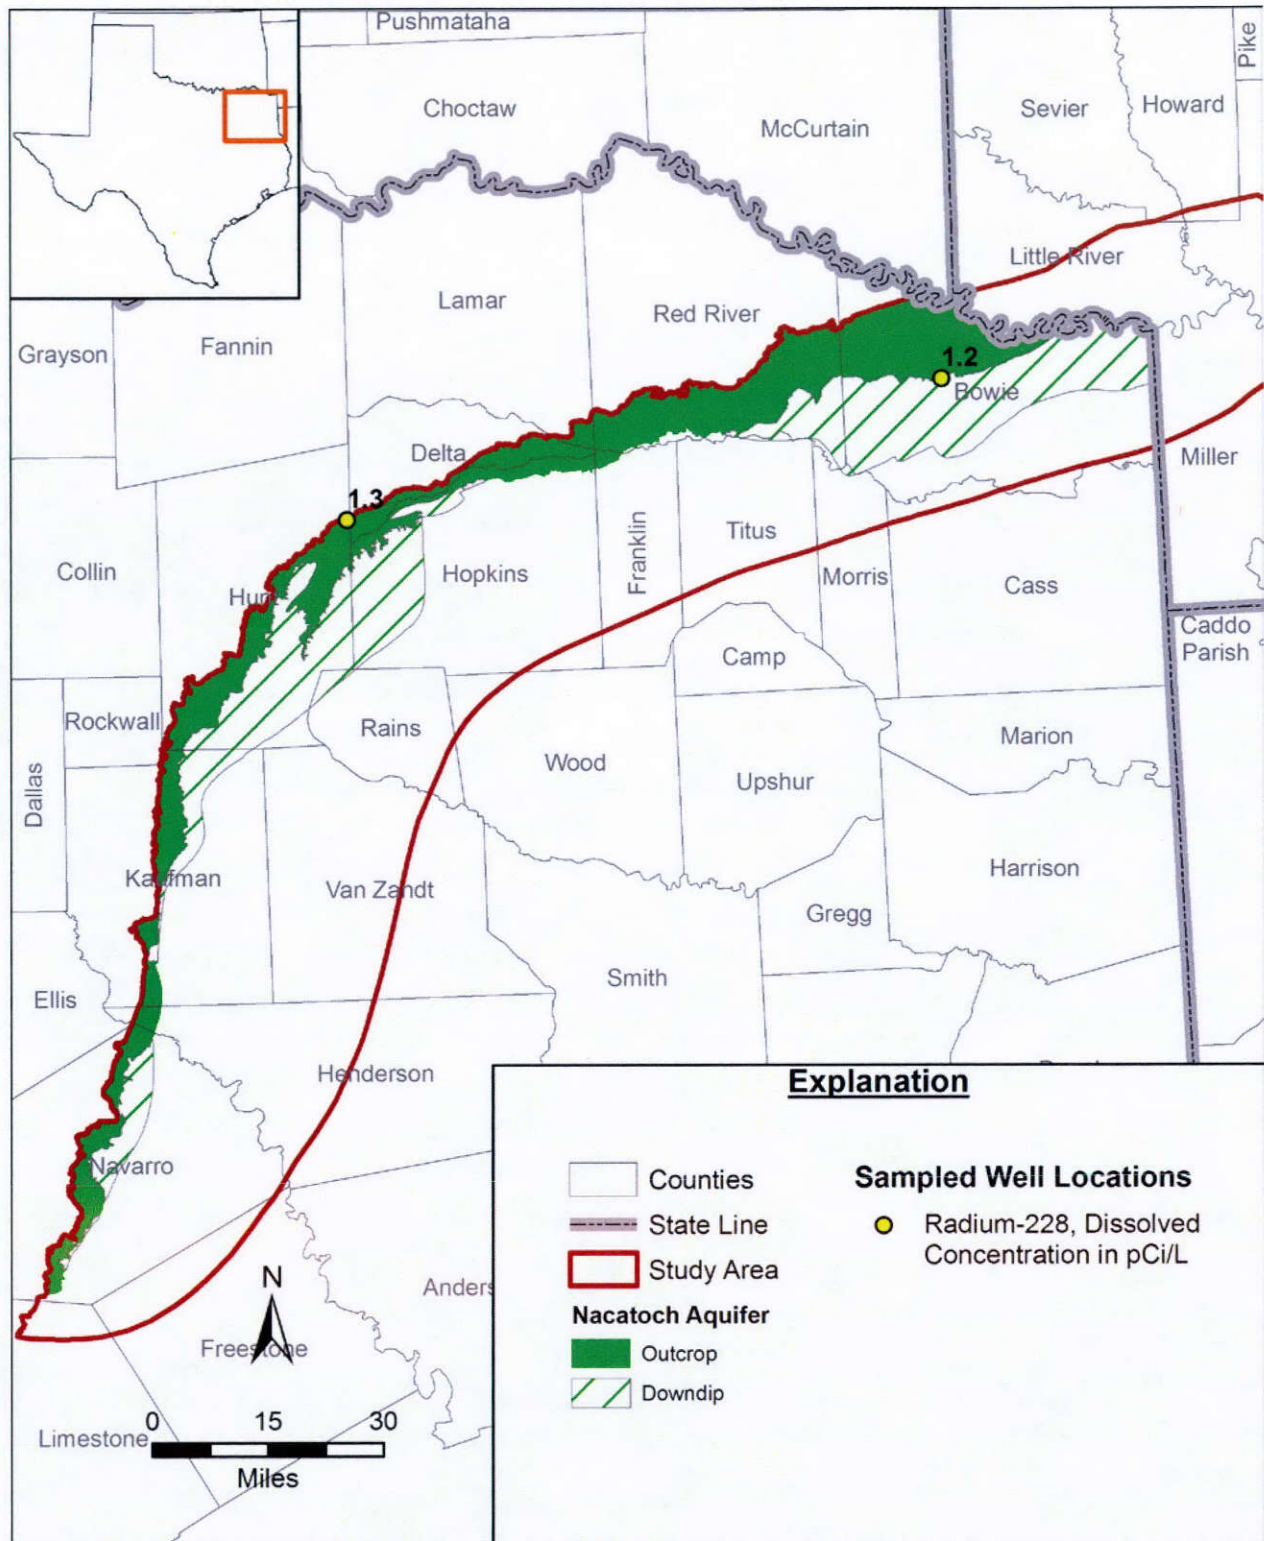 Pushmataha
Pike
Choctaw
McCurtain
Sevier
Howard
Little River
Lamar
Red River
Grayson
Fannin
1.2
Bowie
Delta
Miller
1.3
Collin
Hopkins
Franklin
Titus
Morris
Cass
Caddo
Parish
Camp
Rockwall
Rains
Wood
Marion
Dallas
Upshur
Kaufman
Van Zandt
Harrison
Gregg
Smith
Ellis
Henderson
Navarro
Anders
Freestone
Limestone
N
0 15 30
Miles
Explanation
Counties
State Line
Study Area
Nacatoch Aquifer
Outcrop
Downdip
Sampled Well Locations
Radium-228, Dissolved
Concentration in pCi/L